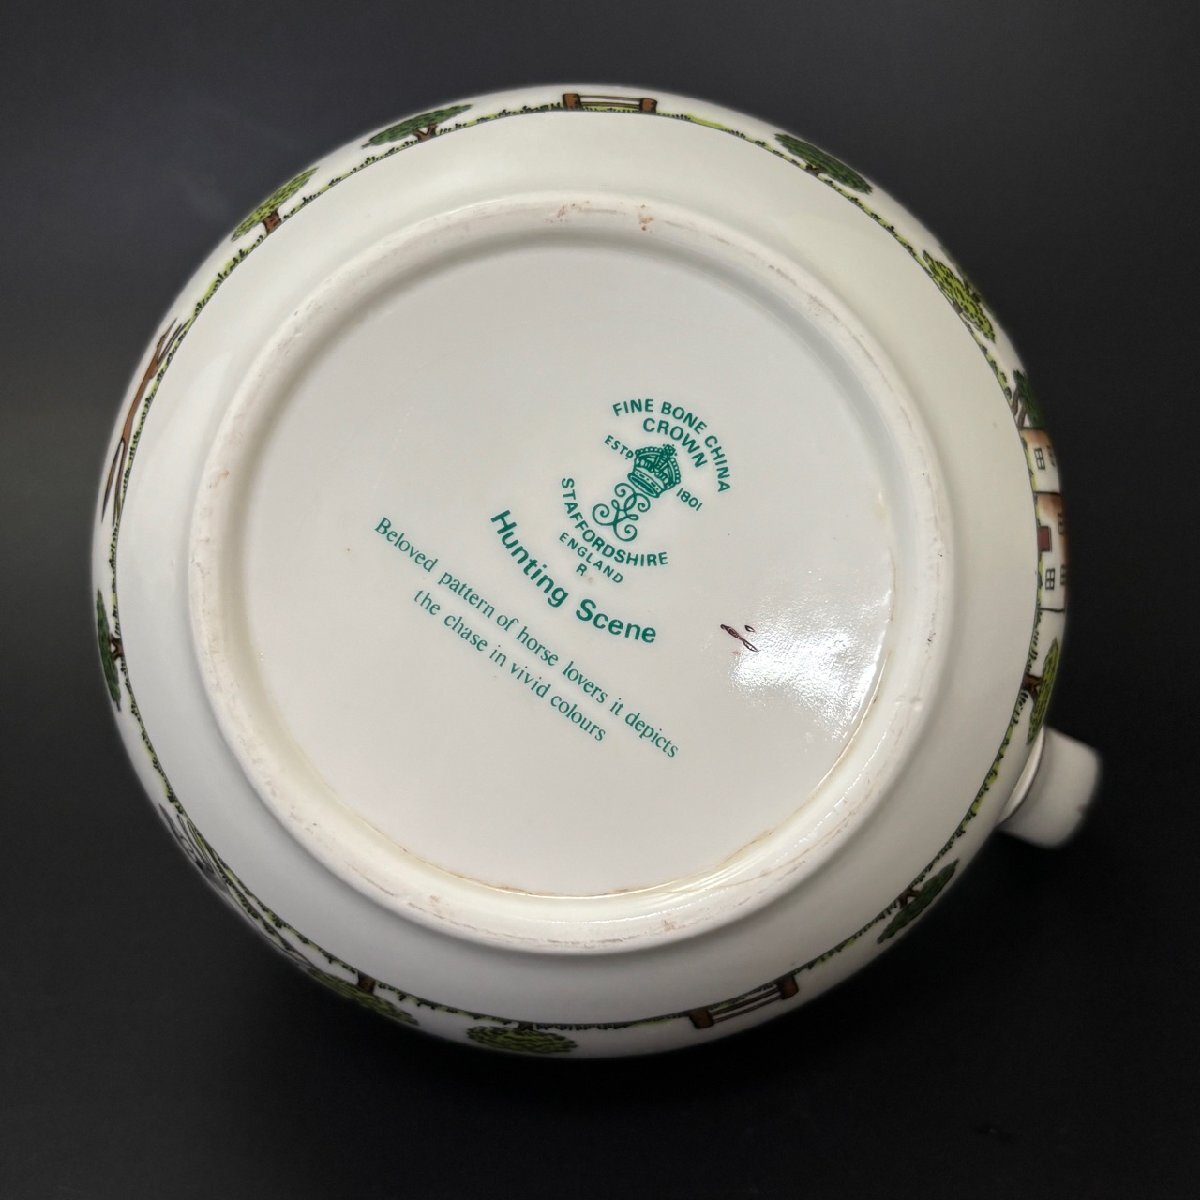 FINE BONE CHINA
CROWN
ESTD 1801
STAFFORDSHIRE
ENGLAND
R
Hunting Scene
Beloved pattern of horse lovers it depicts
the chase in vivid colours